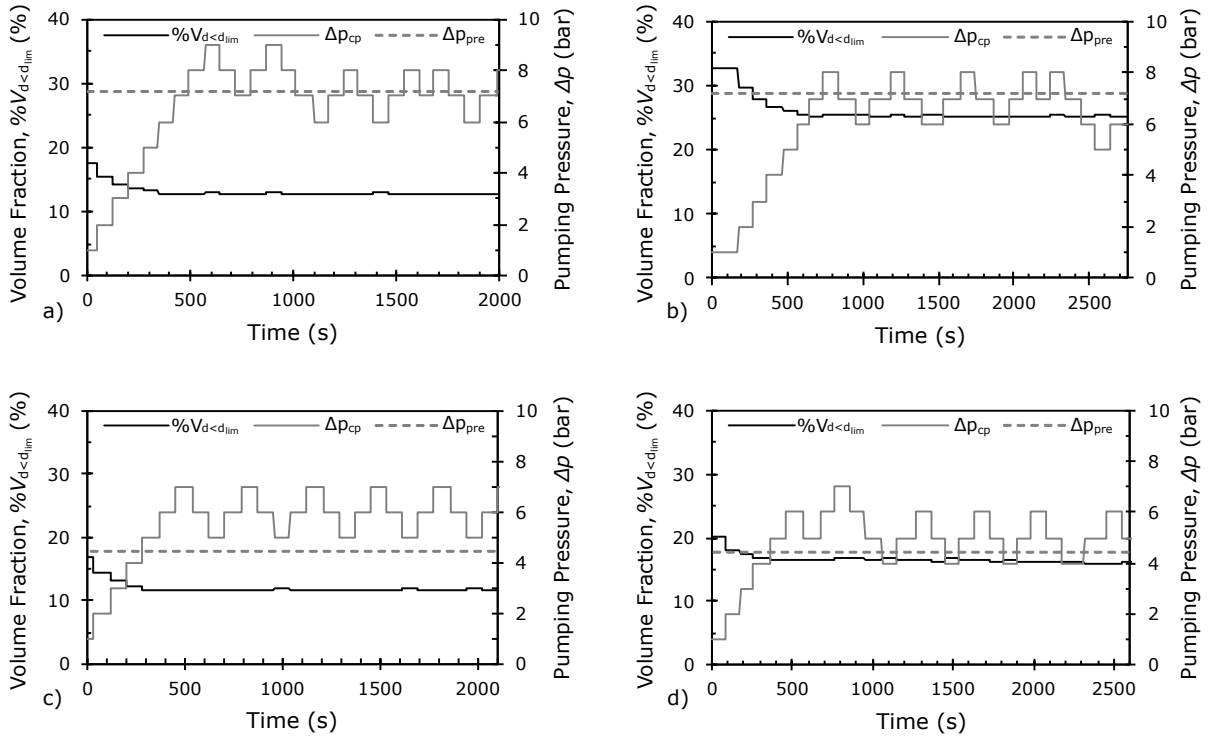 40 10
%Vd<dlim Δpcp Δppre
30 8
20 6
4
10 2
0 0
0 500 1000 1500 2000
Volume Fraction, %Vd<dlim (%)
Pumping Pressure, Δp (bar)
a) Time (s)
40 10
%Vd<dlim Δpcp Δppre
30 8
20 6
4
10 2
0 0
0 500 1000 1500 2000 2500
Volume Fraction, %Vd<dlim (%)
Pumping Pressure, Δp (bar)
b) Time (s)
40 10
%Vd<dlim Δpcp Δppre
30 8
20 6
4
10 2
0 0
0 500 1000 1500 2000
Volume Fraction, %Vd<dlim (%)
Pumping Pressure, Δp (bar)
c) Time (s)
40 10
%Vd<dlim Δpcp Δppre
30 8
20 6
4
10 2
0 0
0 500 1000 1500 2000 2500
Volume Fraction, %Vd<dlim (%)
Pumping Pressure, Δp (bar)
d) Time (s)